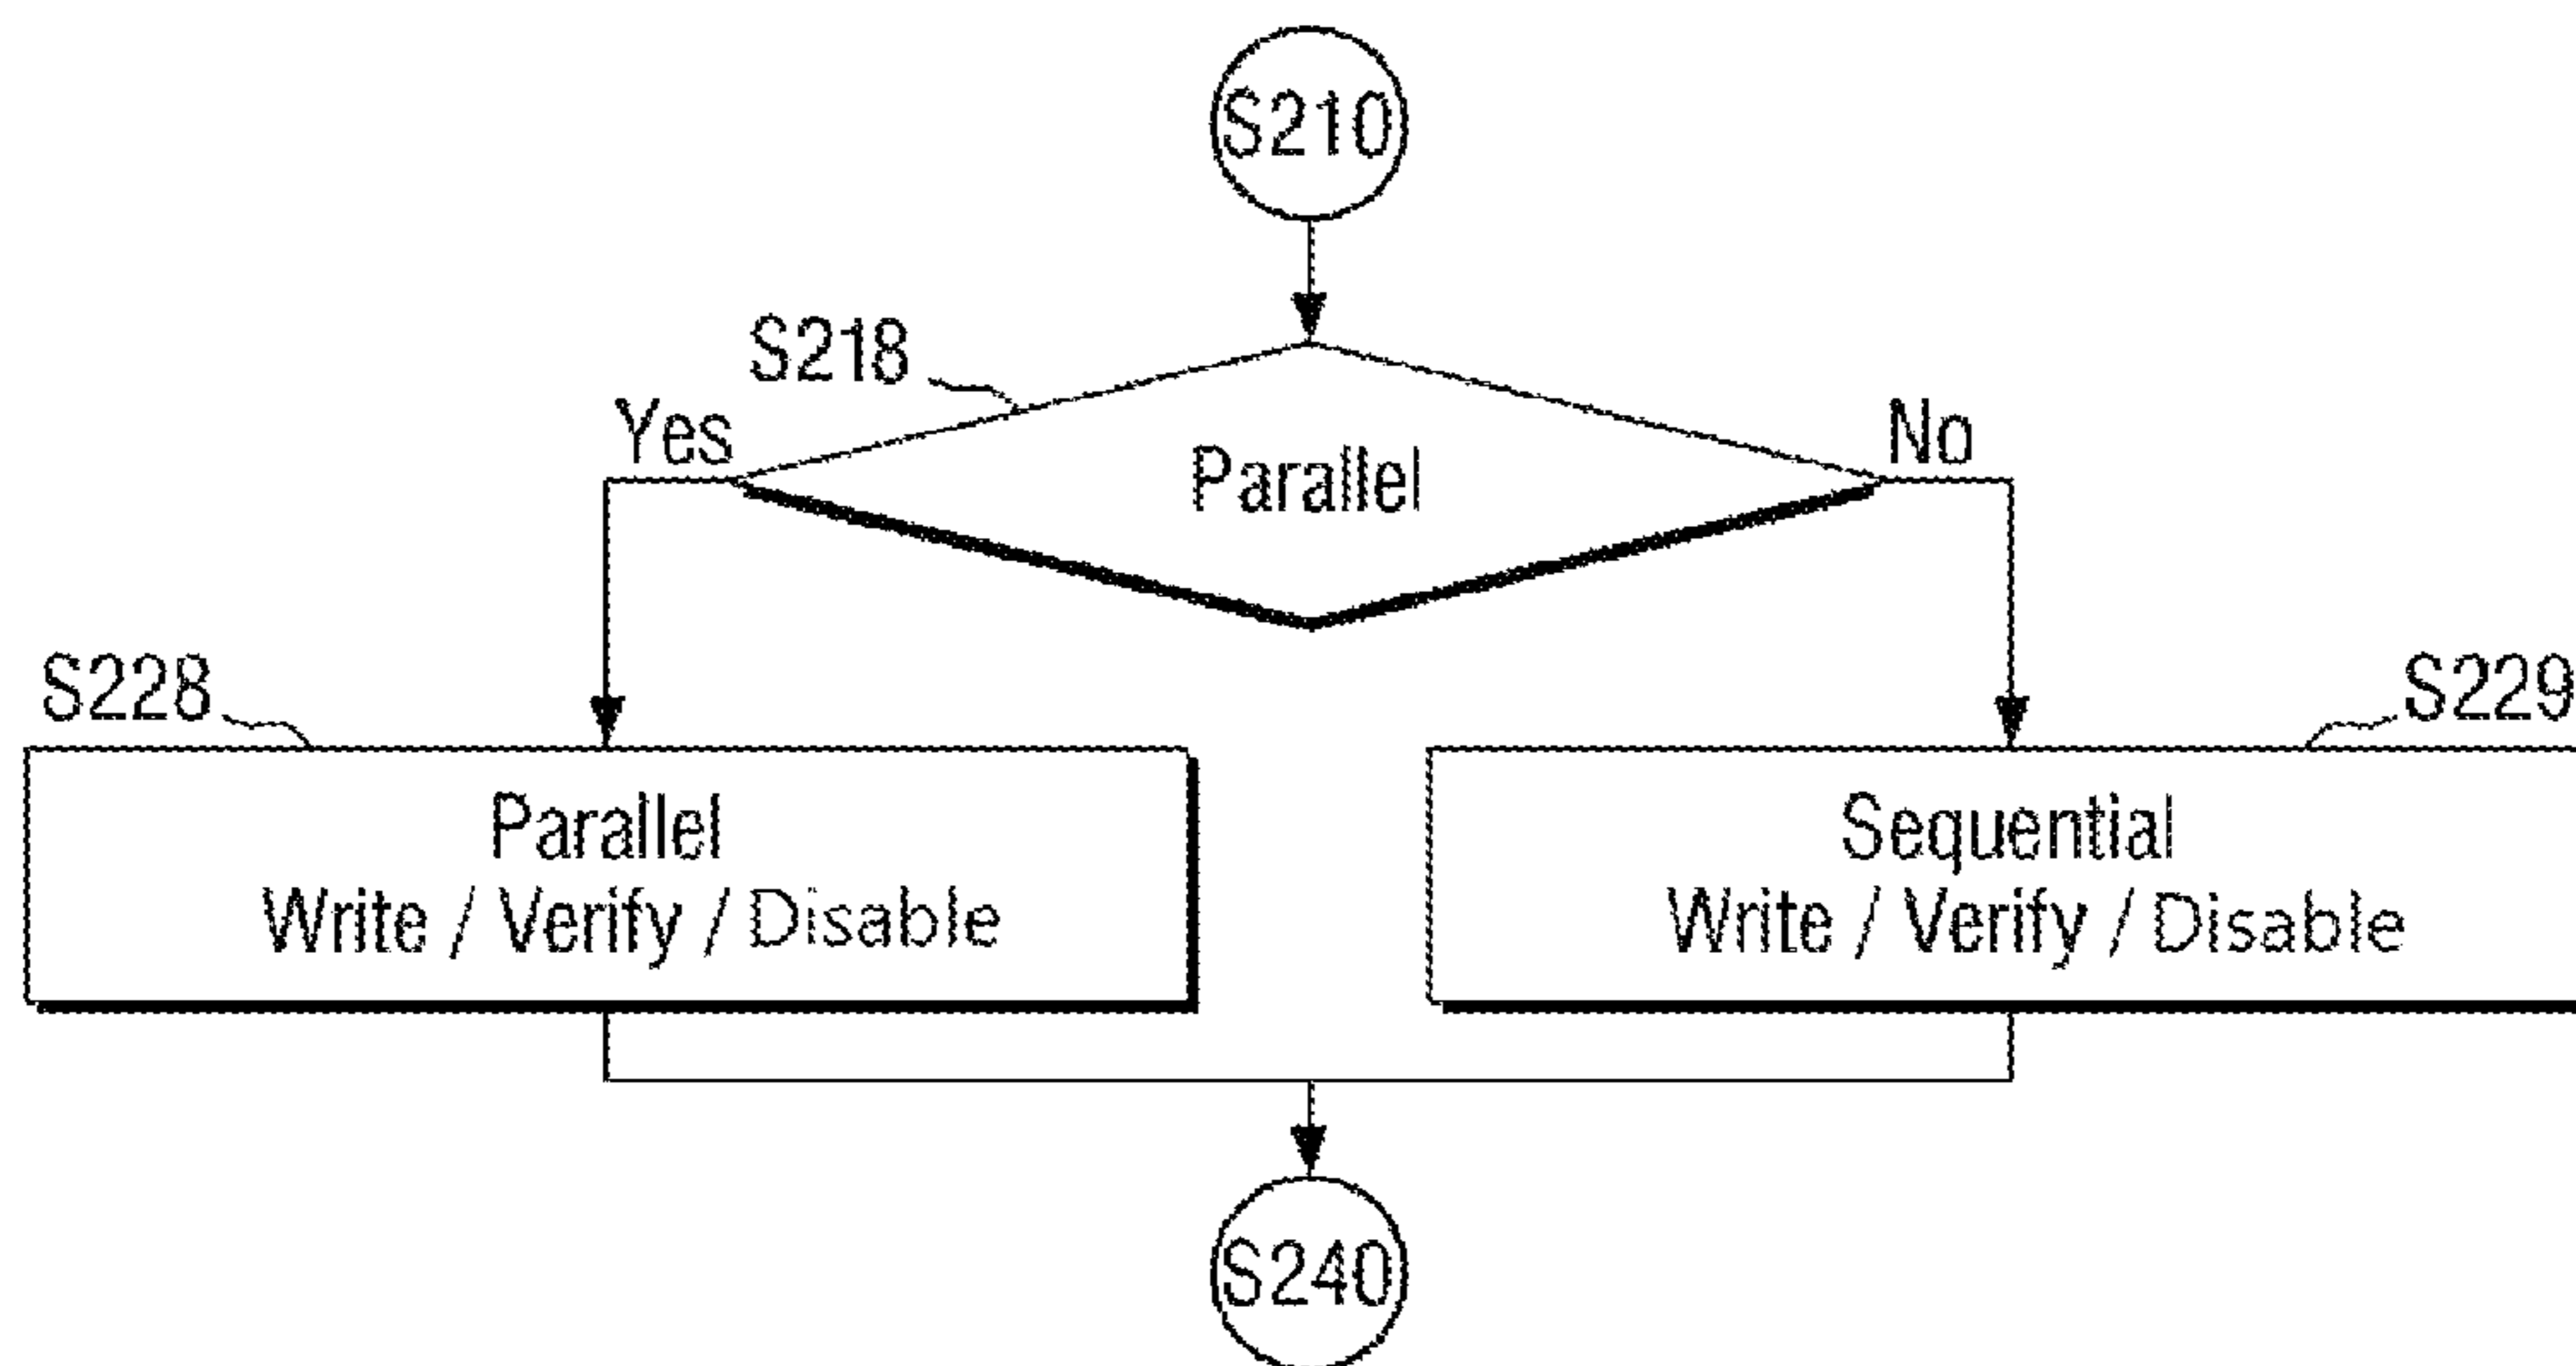 S210
S218
Yes
Parallel
No
S228
S229
Parallel
Write / Verify / Disable
Sequential
Write / Verify / Disable
S240